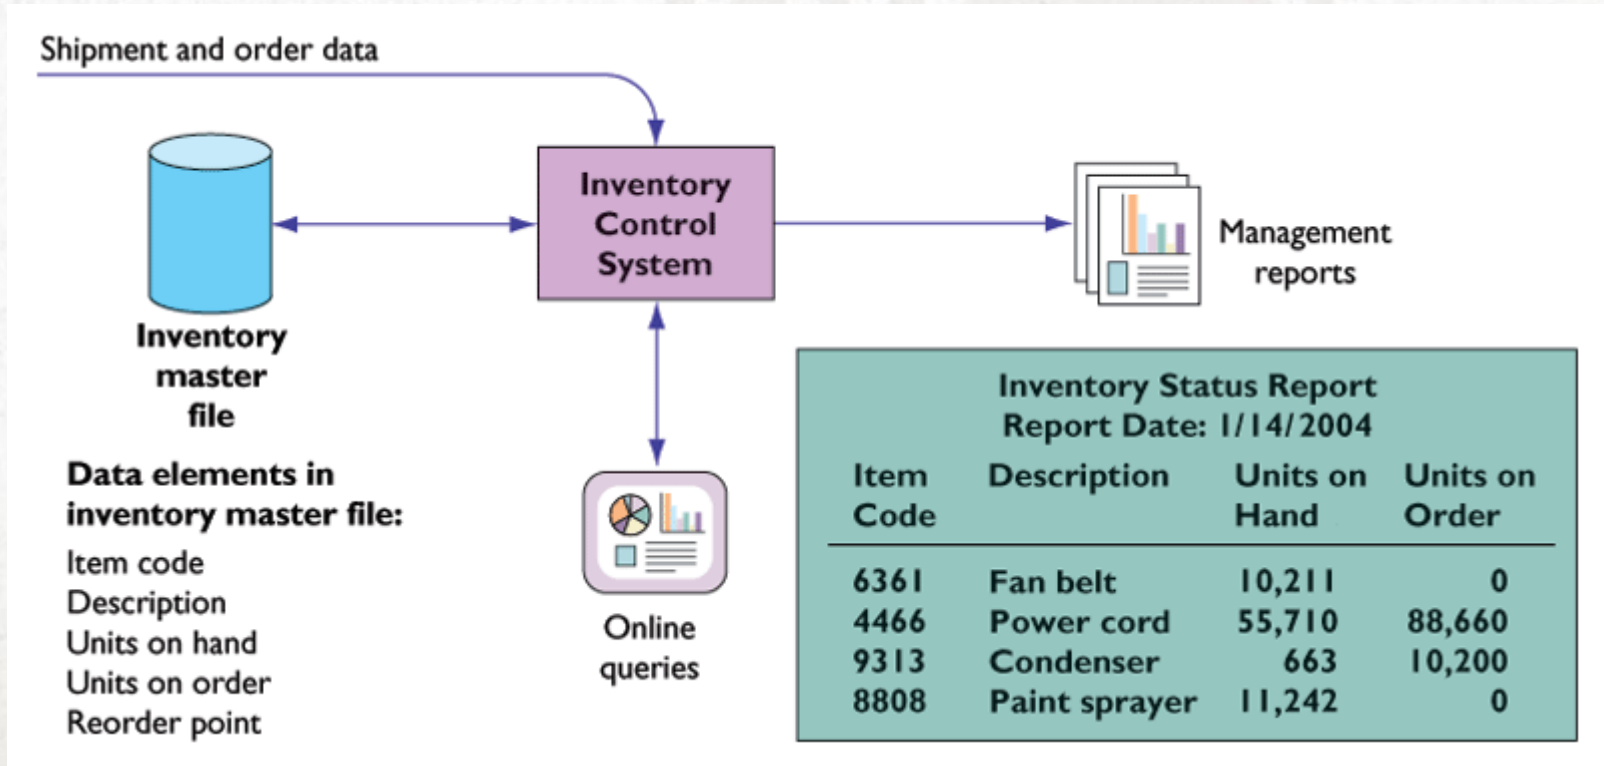 Shipment and order data
Inventory
Control
System
Management
reports
Inventory
master
file
Data elements in
inventory master file:
Item code
Description
Units on hand
Units on order
Reorder point
Online
queries
Inventory Status Report
Report Date: 1/14/2004
Item Description Units on Units on
Code Hand Order
6361 Fan belt 10,211 0
4466 Power cord 55,710 88,660
9313 Condenser 663 10,200
8808 Paint sprayer 11,242 0